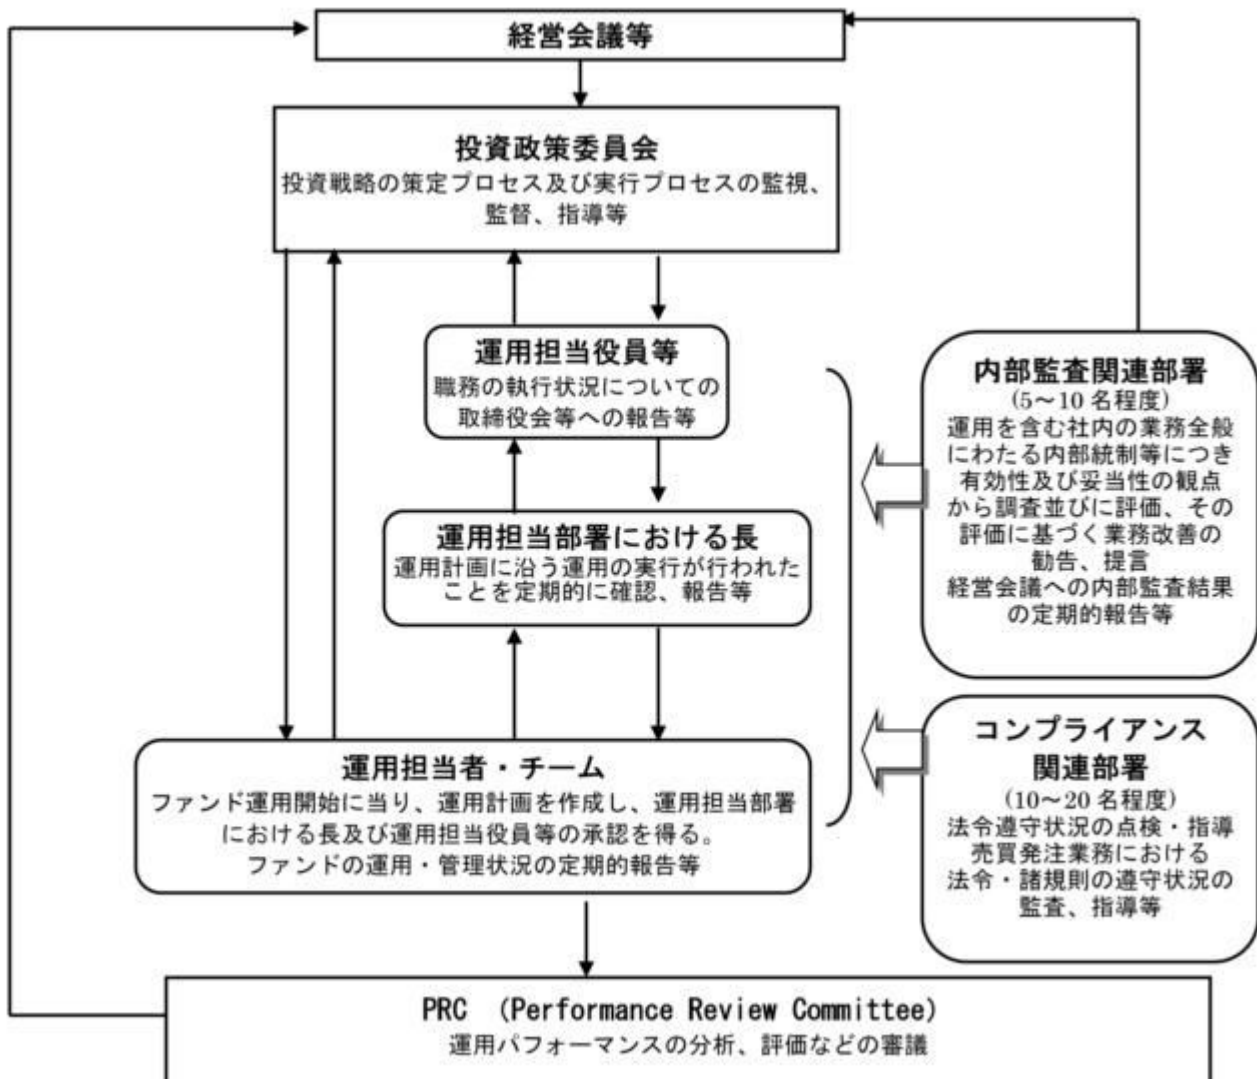 経営会議等
投資政策委員会
投資戦略の策定プロセス及び実行プロセスの監視、
監督、指導等
運用担当役員等
職務の執行状況についての
取締役会等への報告等
運用担当部署における長
運用計画に沿う運用の実行が行われた
ことを定期的に確認、報告等
運用担当者・チーム
ファンド運用開始に当り、運用計画を作成し、運用担当部署
における長及び運用担当役員等の承認を得る。
ファンドの運用・管理状況の定期的報告等
内部監査関連部署
(5～10 名程度)
運用を含む社内の業務全般
にわたる内部統制等につき
有効性及び妥当性の観点
から調査並びに評価、その
評価に基づく業務改善の
勧告、提言
経営会議への内部監査結果
の定期的報告等
コンプライアンス
関連部署
(10～20 名程度)
法令遵守状況の点検・指導
売買発注業務における
法令・諸規則の遵守状況の
監査、指導等
PRC (Performance Review Committee)
運用パフォーマンスの分析、評価などの審議